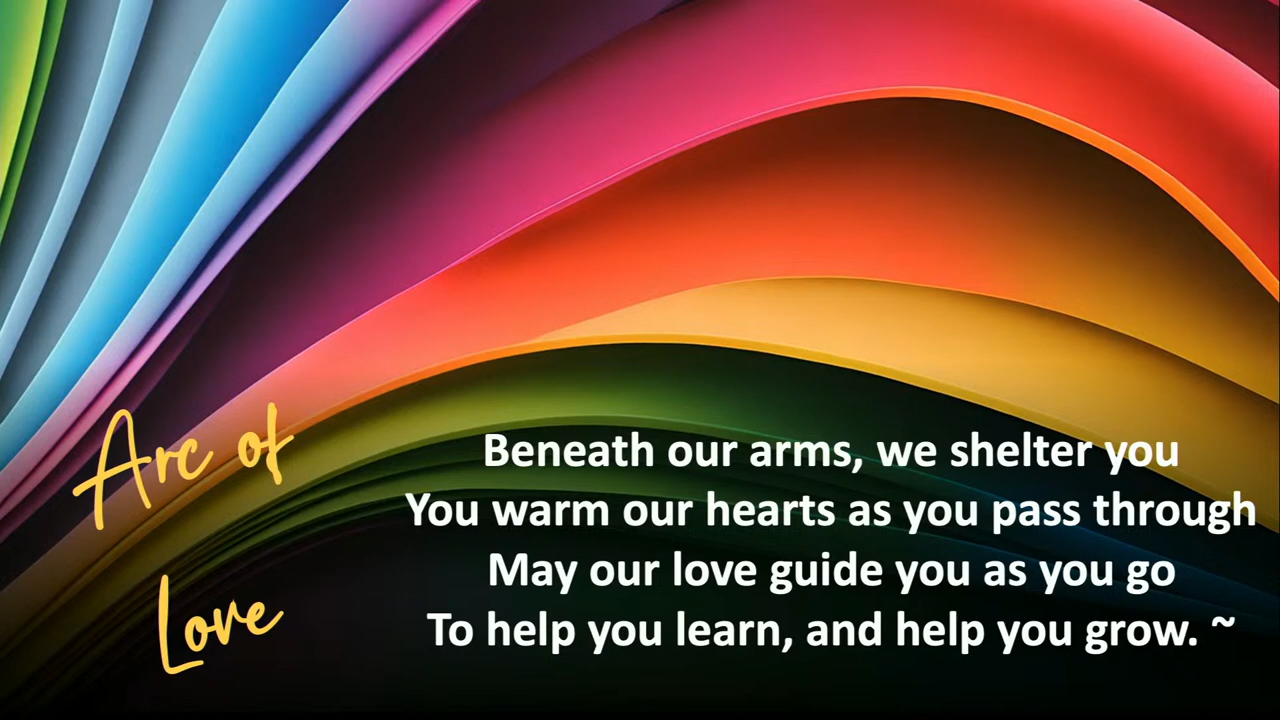 Arc of
Love
Beneath our arms, we shelter you
You warm our hearts as you pass through
May our love guide you as you go
To help you learn, and help you grow. ~